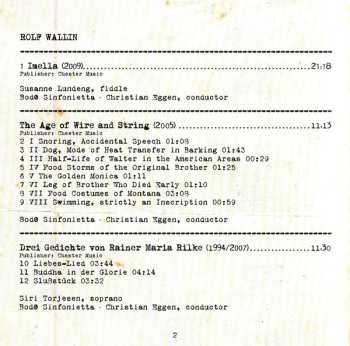 ROLF WALLIN
1 Imella (2009)........................21:18
Publisher: Chester Music
Susanne Lundeng, fiddle
Bodø Sinfonietta - Christian Eggen, conductor
The Age of Wire and String (2005)........................11:13
Publisher: Chester Music
2 I Snoring, Accidental Speech 01:08
3 II Dog, Mode of Heat Transfer in Barking 01:43
4 III Half-Life of Walter in the American Areas 00:29
5 IV Food Storms of the Original Brother 01:25
6 V The Golden Monica 01:11
7 VI Leg of Brother Who Died Early 01:10
8 VII Food Costumes of Montana 03:08
9 VIII Swimming, strictly an Inscription 00:59
Bodø Sinfonietta - Christian Eggen, conductor
Drei Gedichte von Rainer Maria Rilke (1994/2007)................11:30
Publisher: Chester Music
10 Liebes-Lied 03:44
11 Buddha in der Glorie 04:14
12 Slußstück 03:32
Siri Torjesen, soprano
Bodø Sinfonietta - Christian Eggen, conductor
2